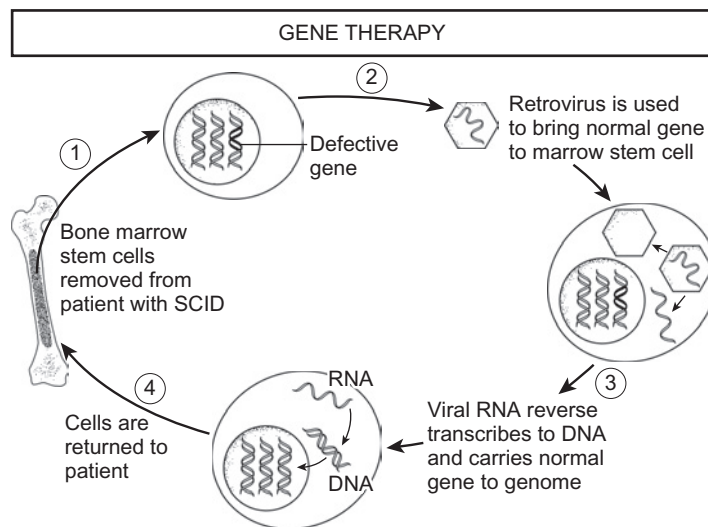 GENE THERAPY
1
2
Defective
gene
Retrovirus is used
to bring normal gene
to marrow stem cell
Bone marrow
stem cells
removed from
patient with SCID
3
Viral RNA reverse
transcribes to DNA
and carries normal
gene to genome
RNA
DNA
4
Cells are
returned to
patient